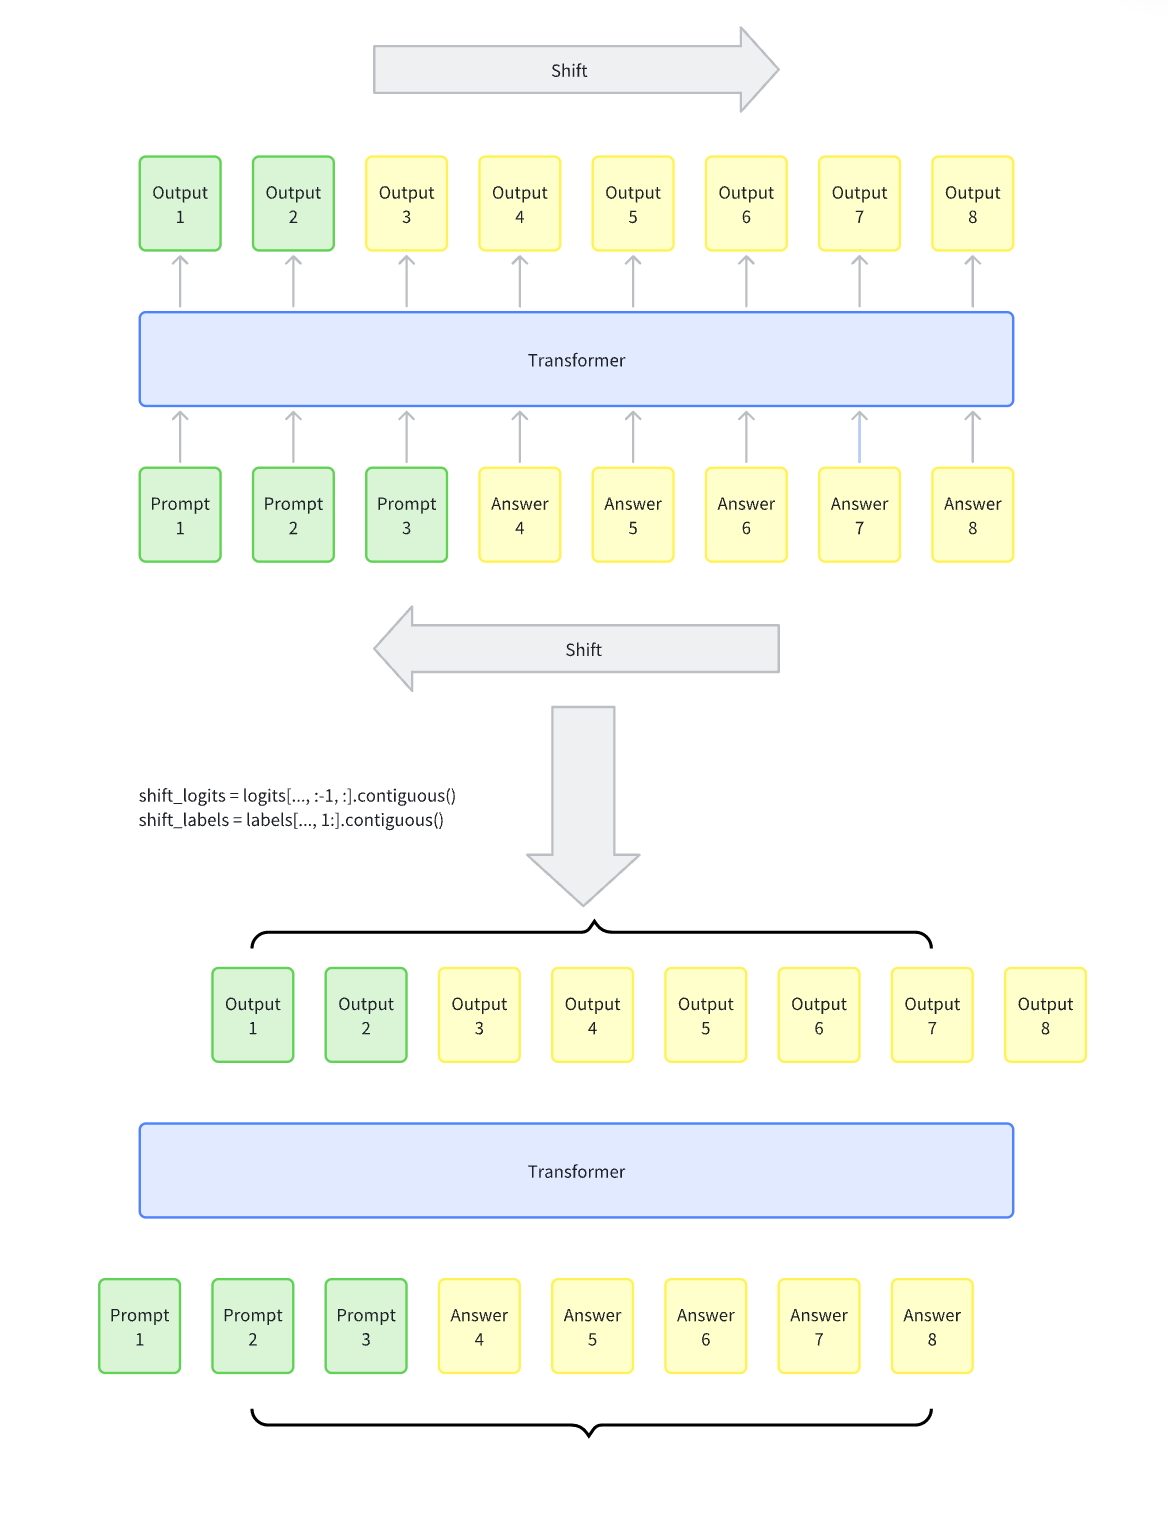 Shift
Output
1
Output
2
Output
3
Output
4
Output
5
Output
6
Output
7
Output
8
Transformer
Prompt
1
Prompt
2
Prompt
3
Answer
4
Answer
5
Answer
6
Answer
7
Answer
8
Shift
shift_logits = logits[..., :-1, :].contiguous()
shift_labels = labels[..., 1:].contiguous()
Output
1
Output
2
Output
3
Output
4
Output
5
Output
6
Output
7
Output
8
Transformer
Prompt
1
Prompt
2
Prompt
3
Answer
4
Answer
5
Answer
6
Answer
7
Answer
8